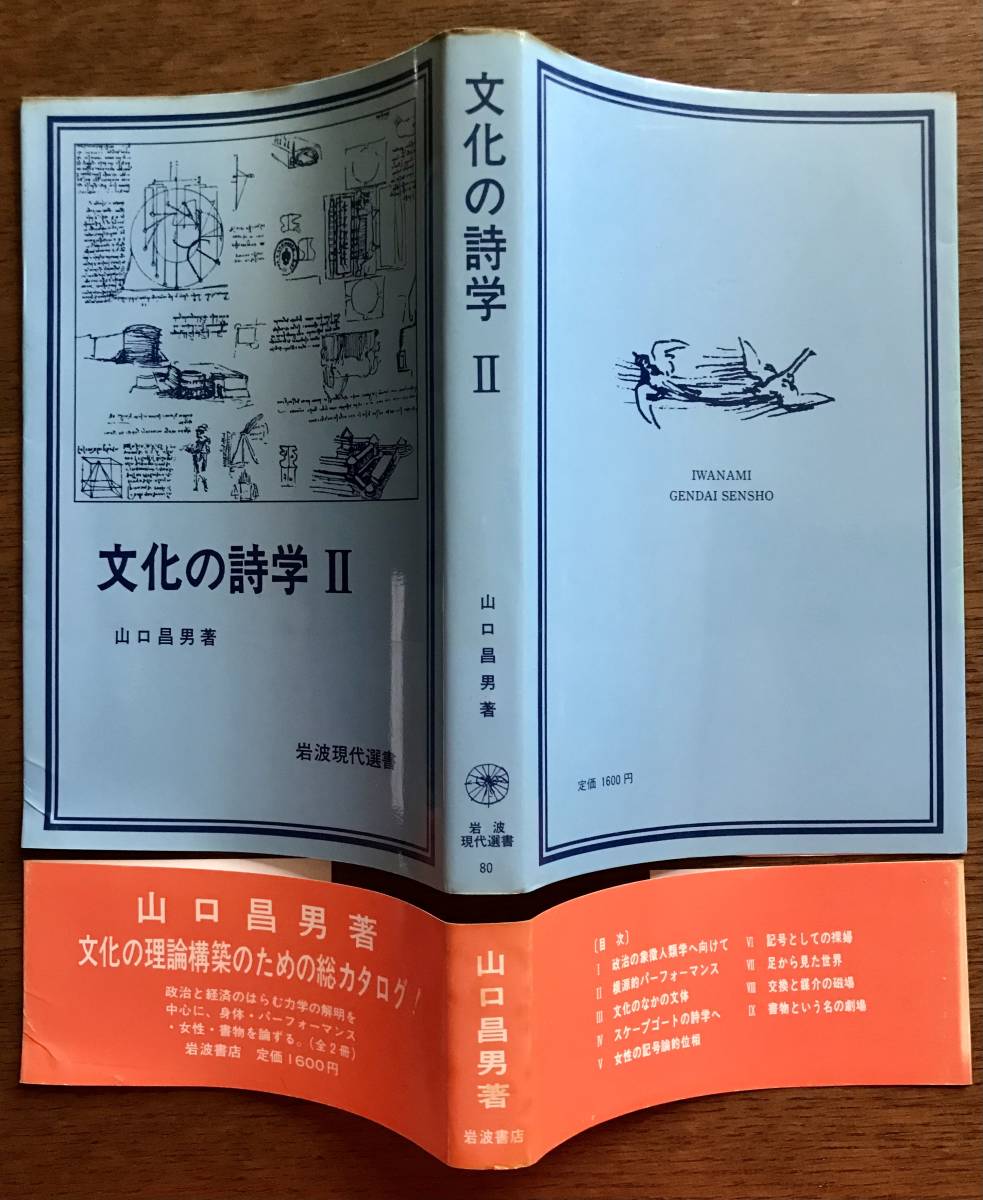 文化の詩学 II
山口昌男著
岩波現代選書
文化の詩学 II
山口昌男著
岩波
現代選書
80
IWANAMI
GENDAI SENSHO
定価 1600円
山口昌男著
文化の理論構築のための総カタログ!
政治と経済のはらむ力学の解明を
中心に、身体・パーフォーマンス
・女性・書物を論ずる。(全2冊)
岩波書店 定価1600円
山口昌男著
岩波書店
〔目 次〕
I 政治の象徴人類学へ向けて
II 根源的パーフォーマンス
III 文化のなかの文体
IV スケープゴートの詩学へ
V 女性の記号論的位相
VI 記号としての裸婦
VII 足から見た世界
VIII 交換と媒介の磁場
IX 書物という名の劇場